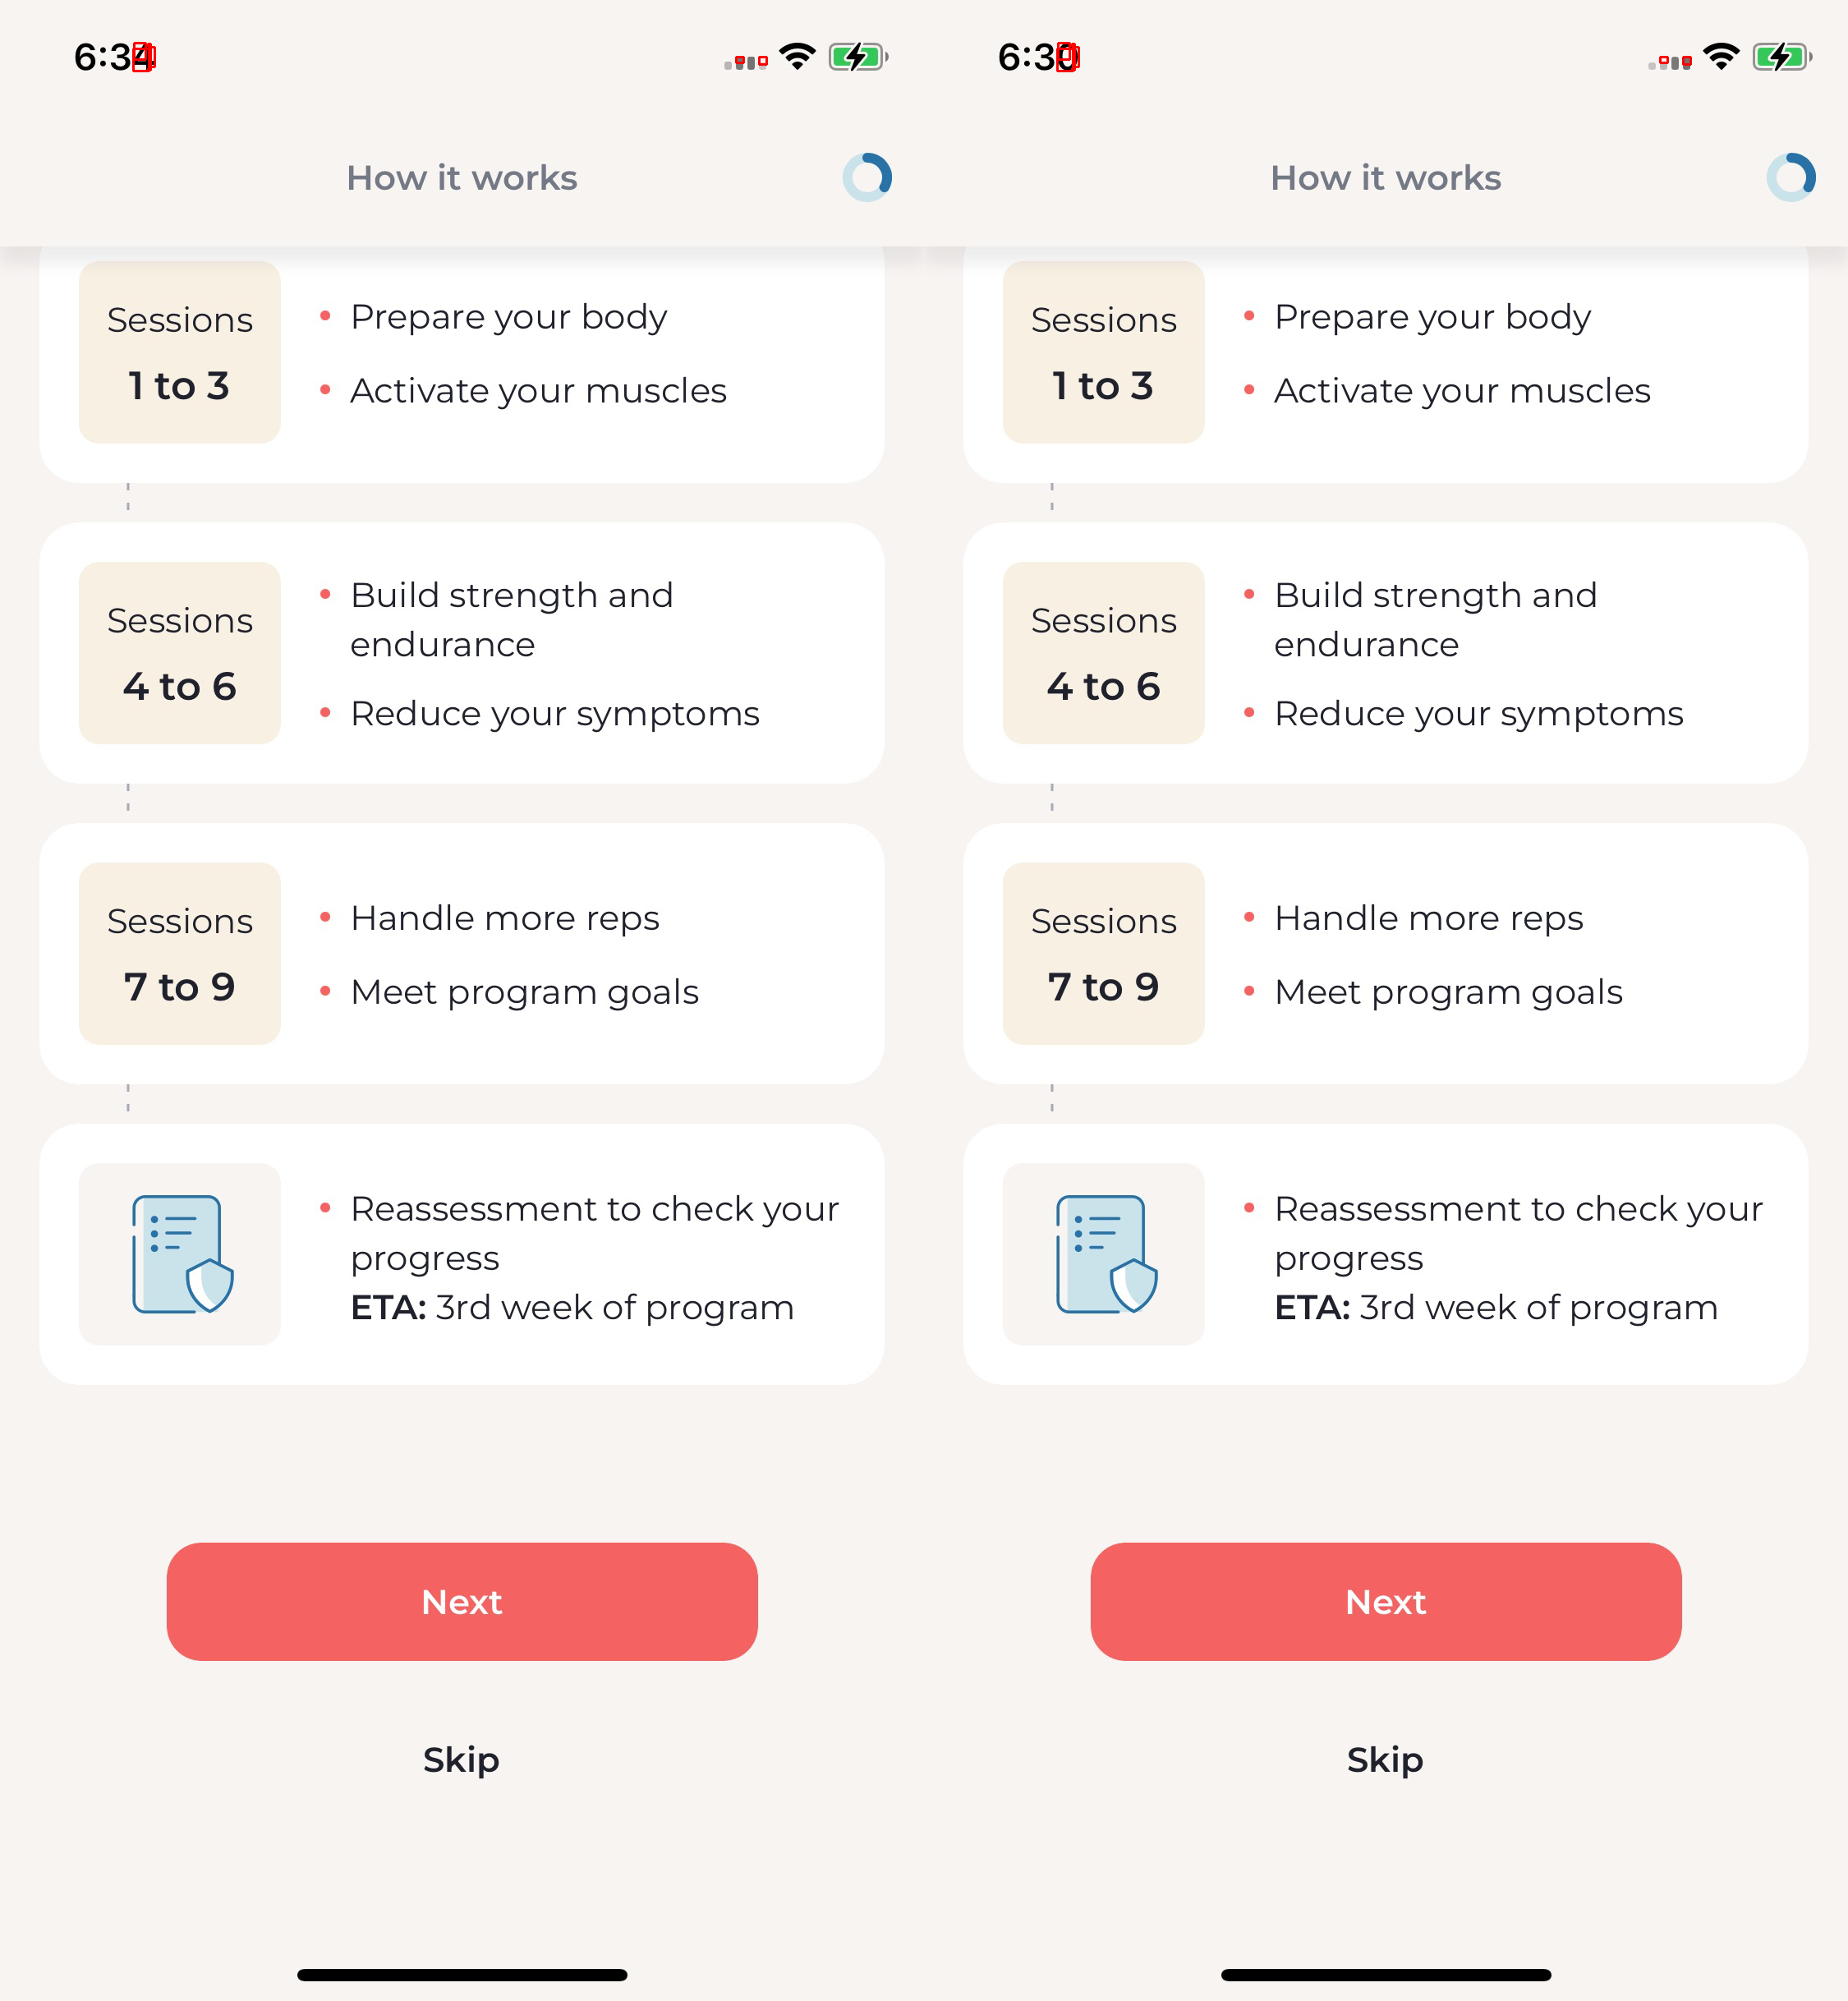 6:34
How it works
Sessions
1 to 3
Prepare your body
Activate your muscles
Sessions
4 to 6
Build strength and
endurance
Reduce your symptoms
Sessions
7 to 9
Handle more reps
Meet program goals
Reassessment to check your
progress
ETA: 3rd week of program
Next
Skip
6:30
How it works
Sessions
1 to 3
Prepare your body
Activate your muscles
Sessions
4 to 6
Build strength and
endurance
Reduce your symptoms
Sessions
7 to 9
Handle more reps
Meet program goals
Reassessment to check your
progress
ETA: 3rd week of program
Next
Skip